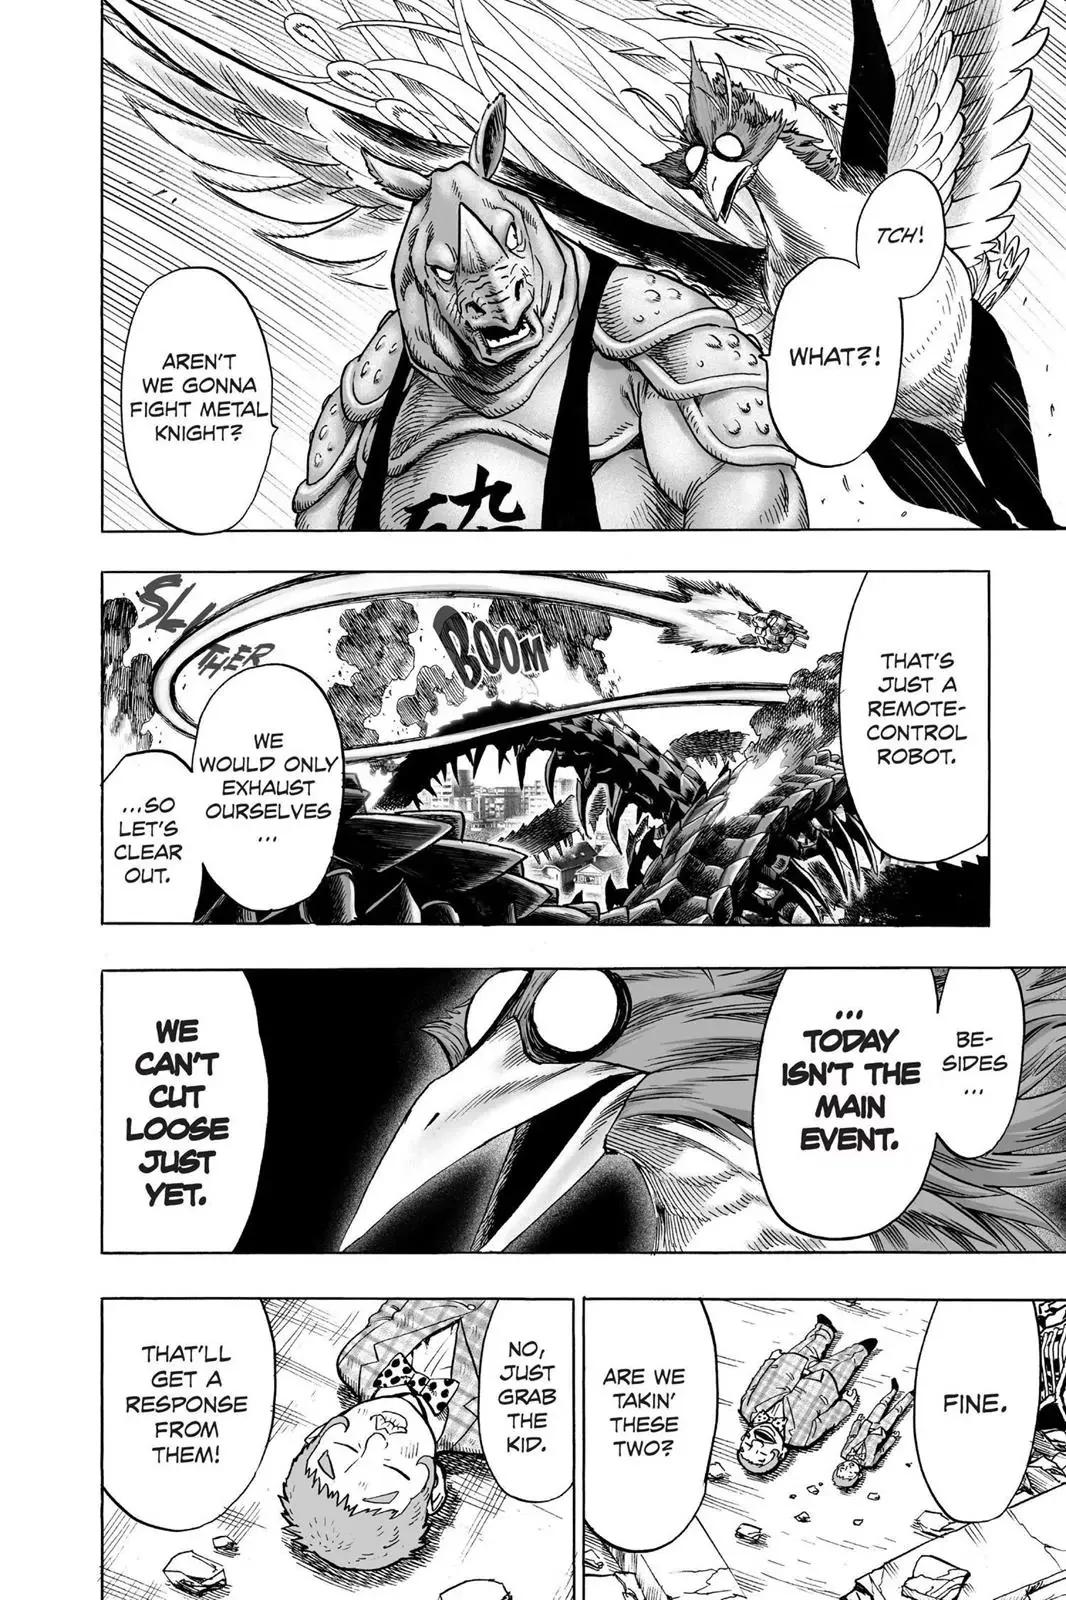 TCH!
WHAT?!
AREN'T
WE GONNA
FIGHT METAL
KNIGHT?
砕
THAT'S
JUST A
REMOTE-
CONTROL
ROBOT.
BOOM
SLITHER
WE
WOULD ONLY
EXHAUST
OURSELVES
...
...SO
LET'S
CLEAR
OUT.
BE-
SIDES
...
...
TODAY
ISN'T THE
MAIN
EVENT.
WE
CAN'T
CUT
LOOSE
JUST
YET.
FINE.
ARE WE
TAKIN'
THESE
TWO?
NO,
JUST
GRAB
THE
KID.
THAT'LL
GET A
RESPONSE
FROM
THEM!